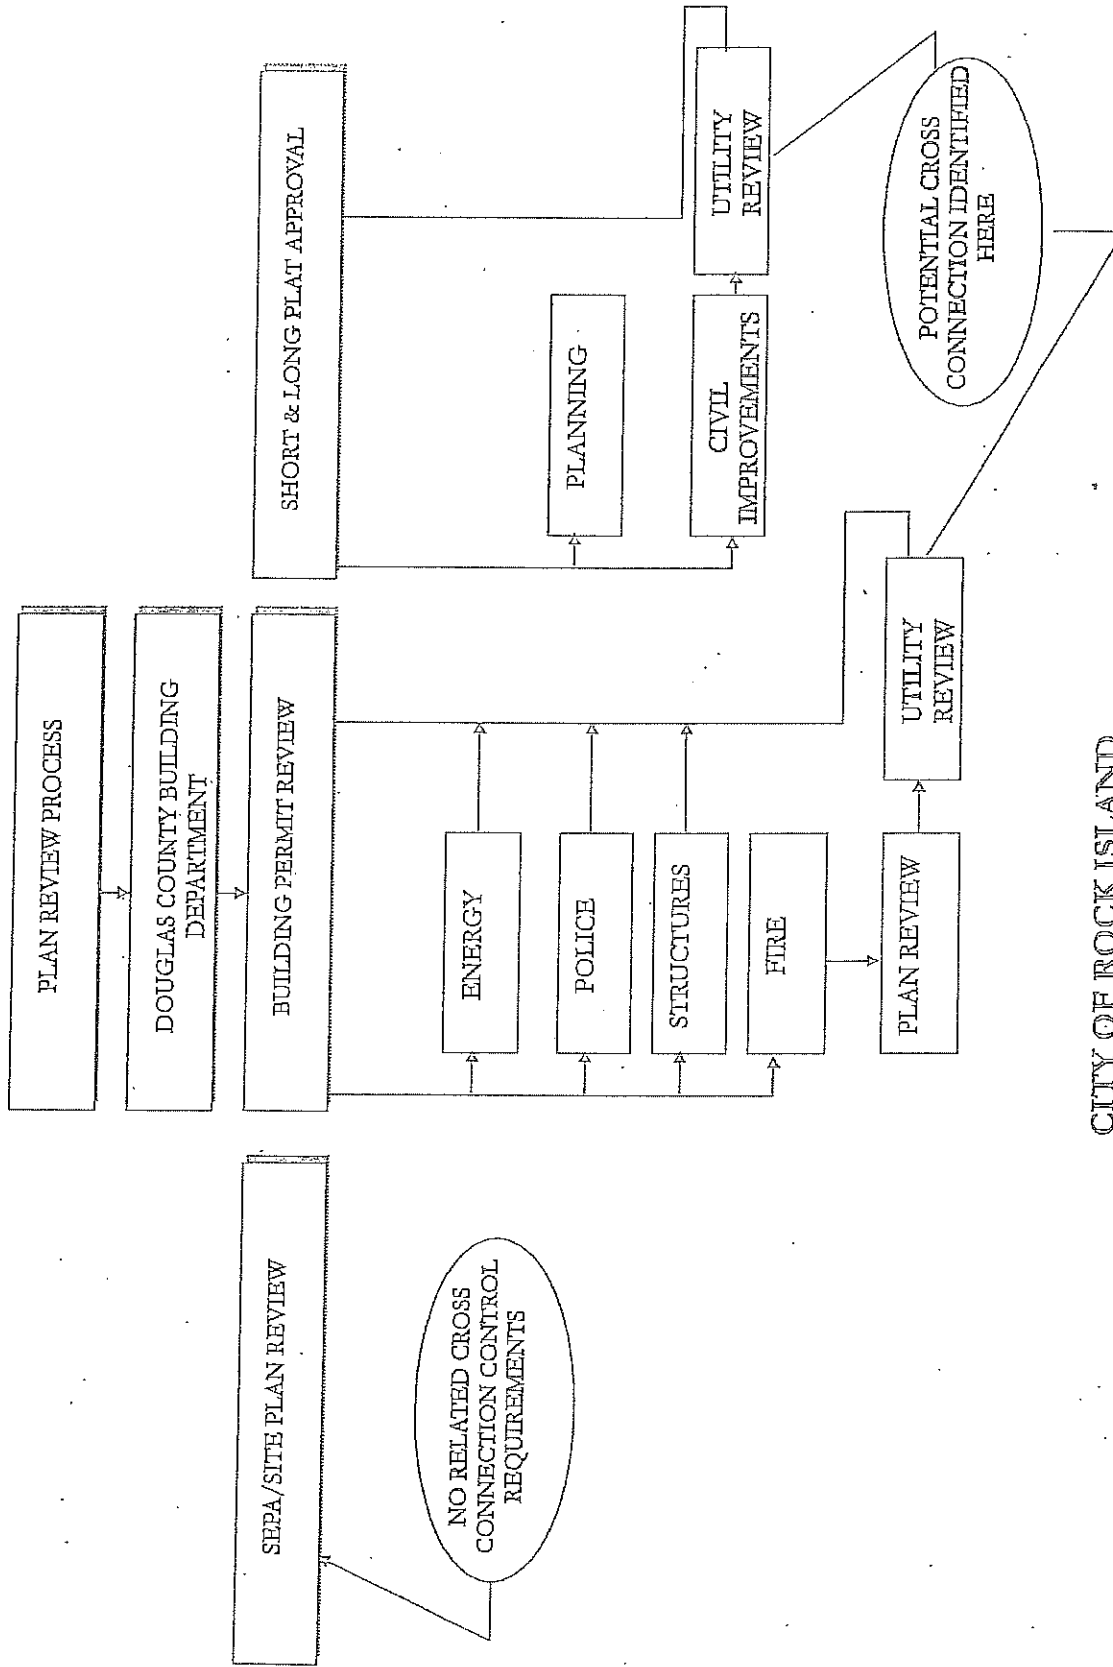 PLAN REVIEW PROCESS
DOUGLAS COUNTY BUILDING
DEPARTMENT
SEPA/SITE PLAN REVIEW
BUILDING PERMIT REVIEW
SHORT & LONG PLAT APPROVAL
NO RELATED CROSS
CONNECTION CONTROL
REQUIREMENTS
ENERGY
POLICE
STRUCTURES
FIRE
PLAN REVIEW
UTILITY
REVIEW
PLANNING
CIVIL
IMPROVEMENTS
UTILITY
REVIEW
POTENTIAL CROSS
CONNECTION IDENTIFIED
HERE
CITY OF ROCK ISLAND